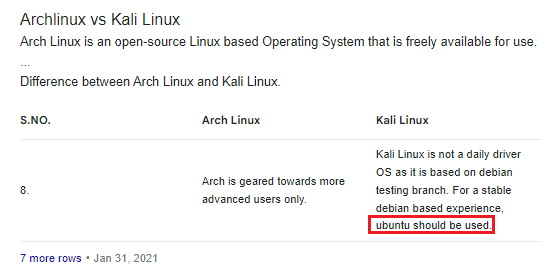 Archlinux vs Kali Linux
Arch Linux is an open-source Linux based Operating System that is freely available for use.
...
Difference between Arch Linux and Kali Linux.
S.NO. Arch Linux Kali Linux
8.
Arch is geared towards more
advanced users only.
Kali Linux is not a daily driver
OS as it is based on debian
testing branch. For a stable
debian based experience,
ubuntu should be used.
7 more rows • Jan 31, 2021